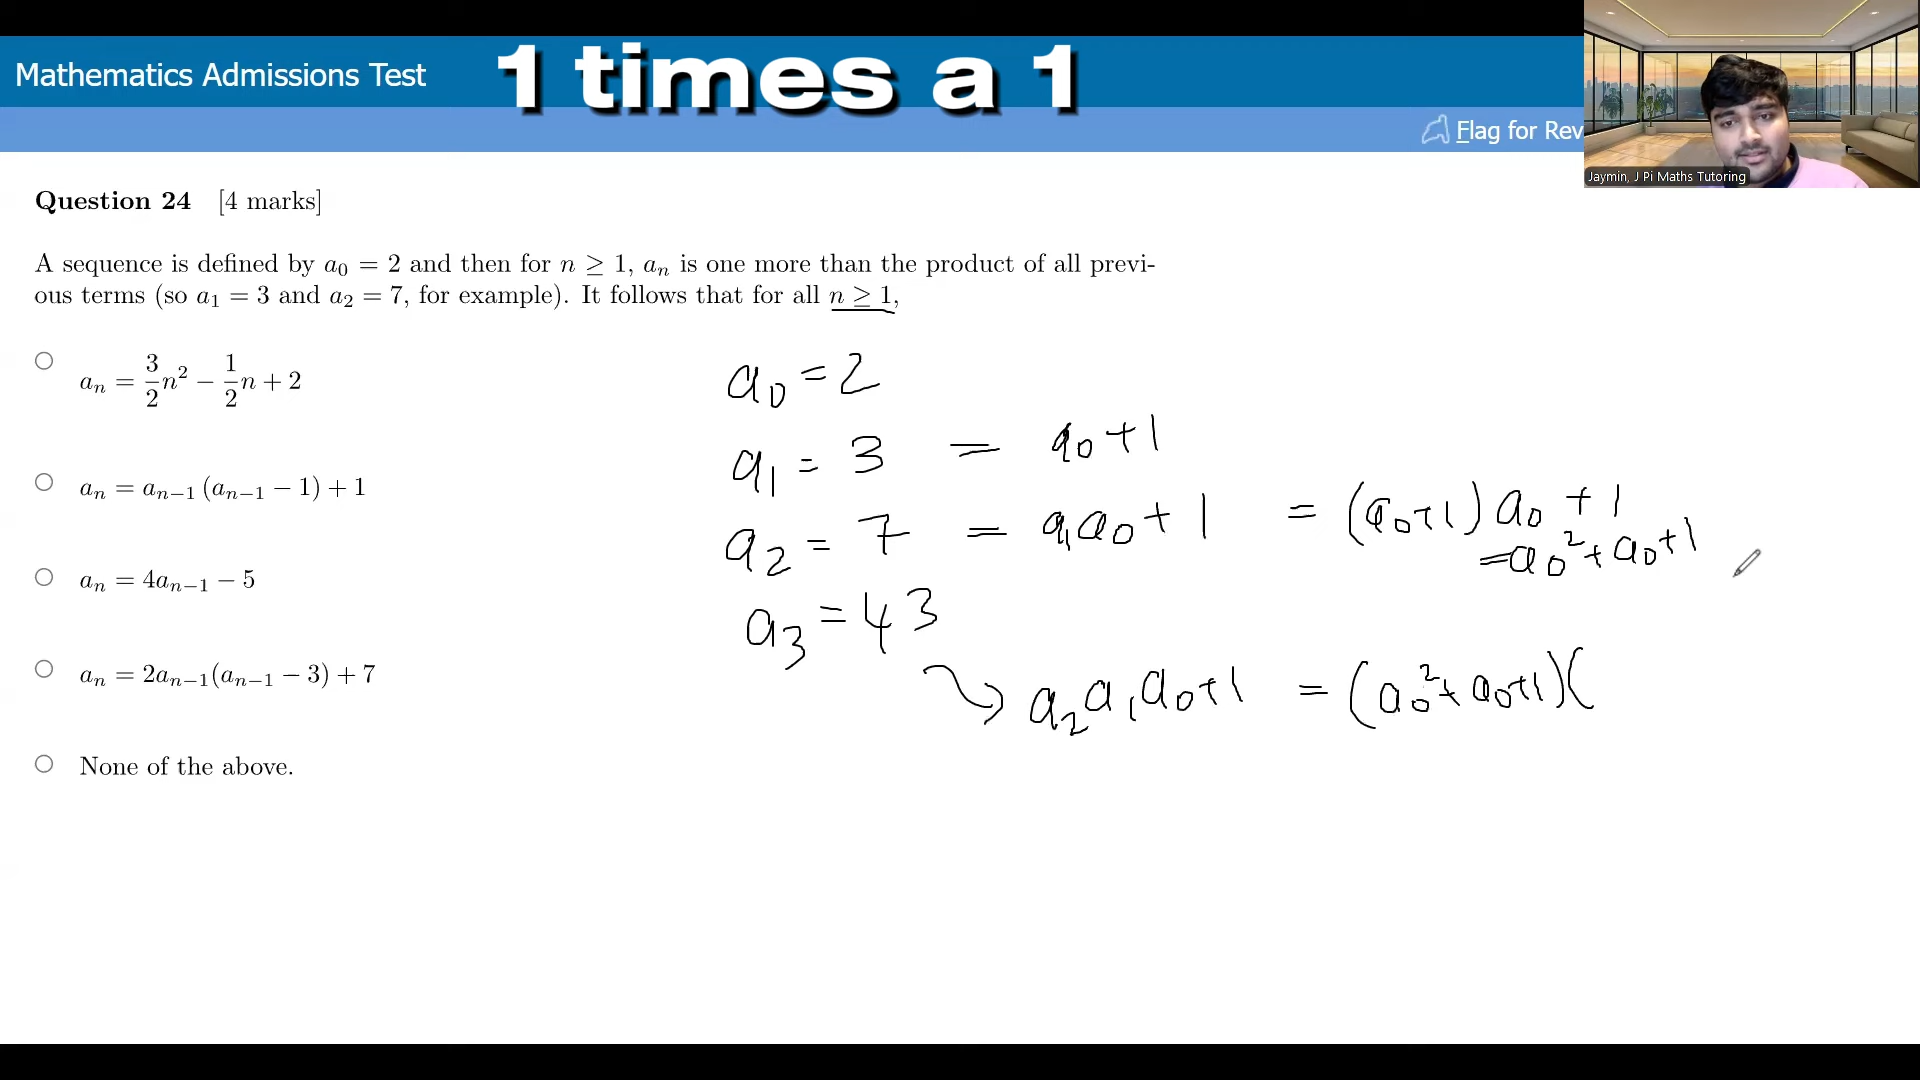 Mathematics Admissions Test
1 times a 1
Flag for Rev
Jaymin, J Pi Maths Tutoring
Question 24 [4 marks]
A sequence is defined by a₀ = 2 and then for n ≥ 1, aₙ is one more than the product of all previ-
ous terms (so a₁ = 3 and a₂ = 7, for example). It follows that for all n ≥ 1,
aₙ = 3/2 n² − 1/2 n + 2
aₙ = aₙ₋₁ (aₙ₋₁ − 1) + 1
aₙ = 4aₙ₋₁ − 5
aₙ = 2aₙ₋₁(aₙ₋₁ − 3) + 7
None of the above.
a₀ = 2
a₁ = 3 = a₀ + 1
a₂ = 7 = a₁a₀ + 1 = (a₀+1) a₀ + 1
= a₀² + a₀ + 1
a₃ = 43
a₂a₁a₀+1 = (a₀² + a₀+1)(